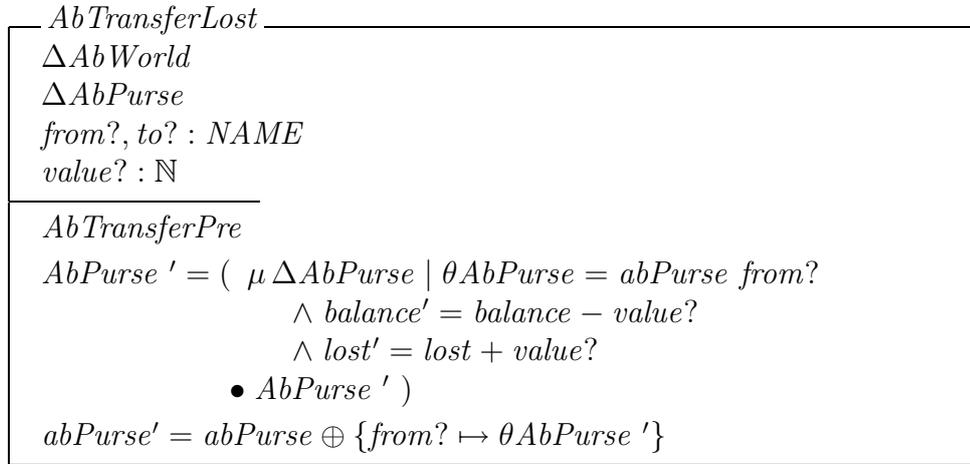 AbTransferLost
ΔAbWorld
ΔAbPurse
from?, to? : NAME
value? : ℕ
AbTransferPre
AbPurse ′ = ( μ ΔAbPurse | θAbPurse = abPurse from?
∧ balance′ = balance − value?
∧ lost′ = lost + value?
• AbPurse ′ )
abPurse′ = abPurse ⊕ {from? ↦ θAbPurse ′}